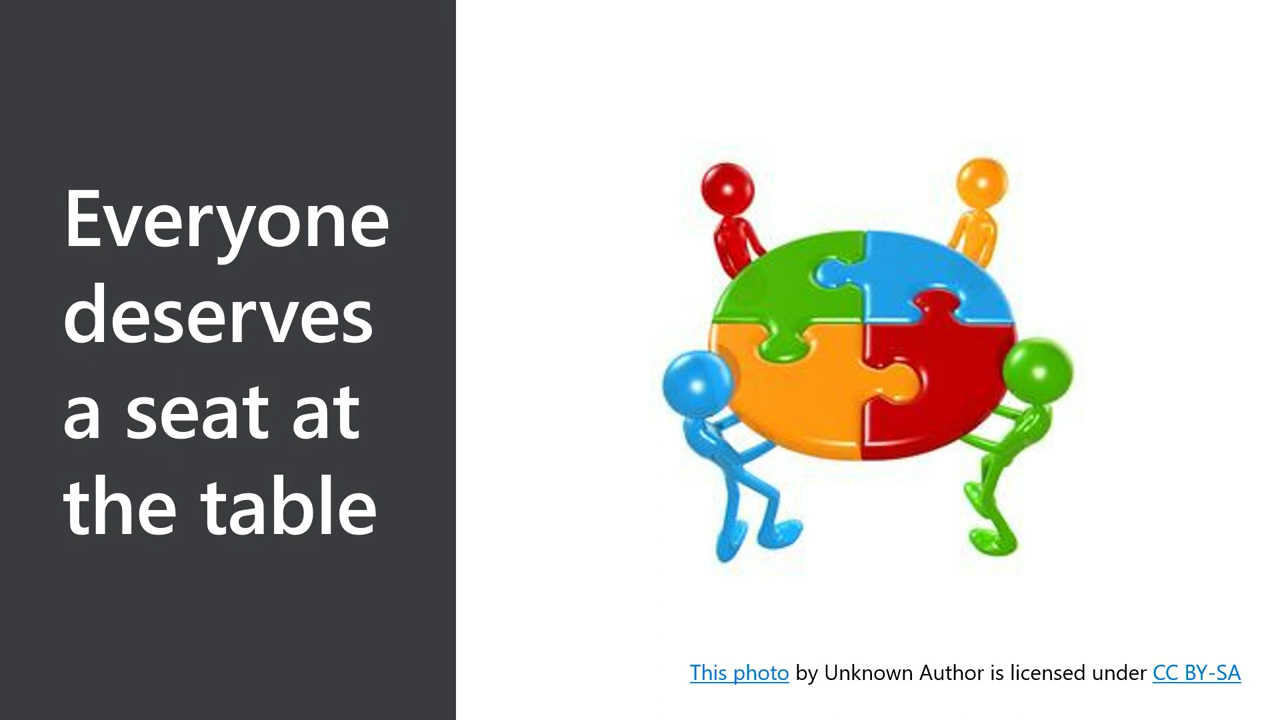 Everyone
deserves
a seat at
the table
This photo by Unknown Author is licensed under CC BY-SA